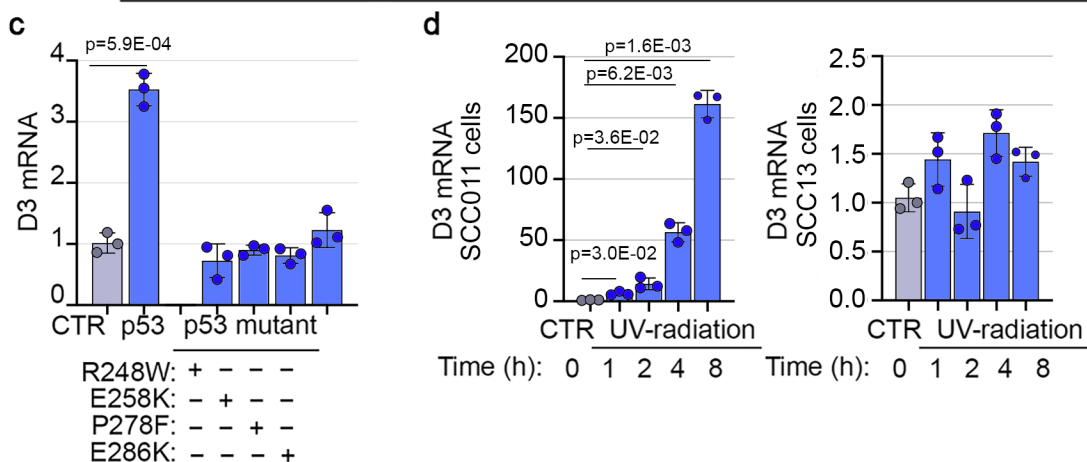 c
p=5.9E-04
D3 mRNA
4
3
2
1
0
CTR p53 p53 mutant
R248W: + – – –
E258K: – + – –
P278F: – – + –
E286K: – – – +
d
D3 mRNA
SCC011 cells
200
150
100
50
0
p=1.6E-03
p=6.2E-03
p=3.6E-02
p=3.0E-02
CTR UV-radiation
Time (h): 0 1 2 4 8
D3 mRNA
SCC13 cells
2.5
2.0
1.5
1.0
0.5
0.0
CTR UV-radiation
Time (h): 0 1 2 4 8